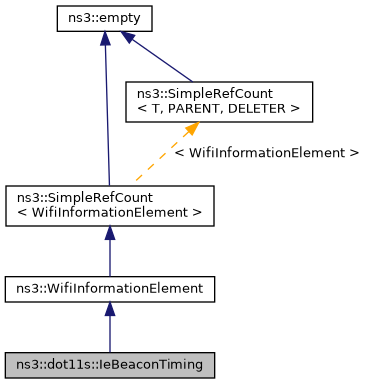 ns3::empty
ns3::SimpleRefCount
< T, PARENT, DELETER >
< WifiInformationElement >
ns3::SimpleRefCount
< WifiInformationElement >
ns3::WifiInformationElement
ns3::dot11s::IeBeaconTiming